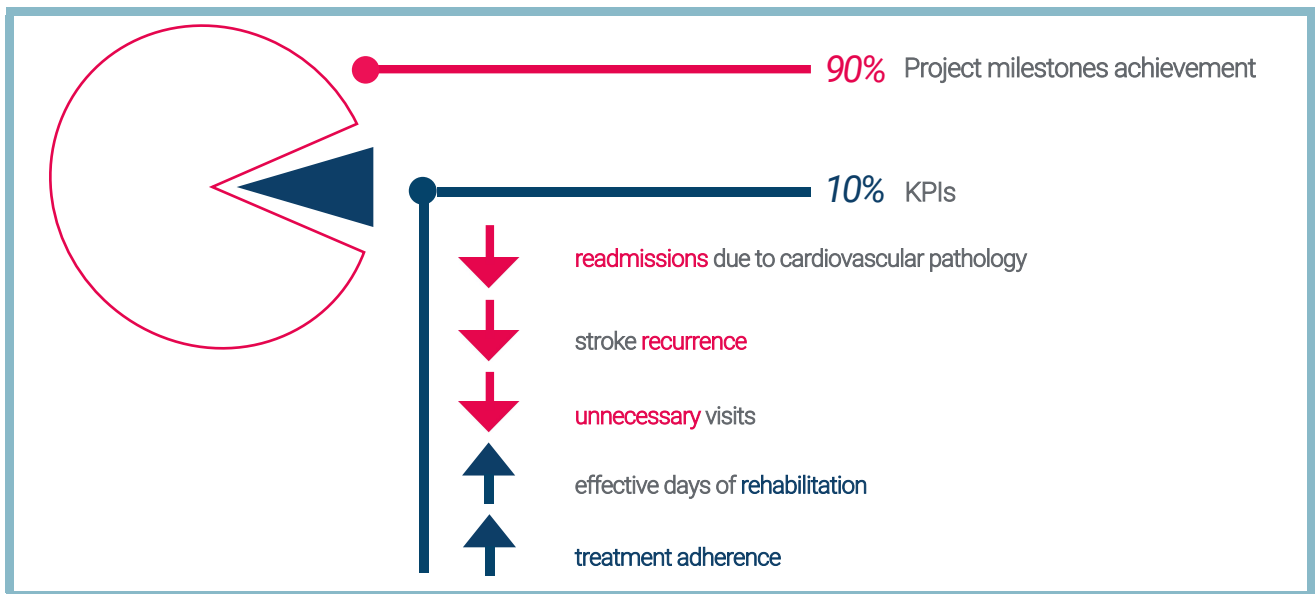 90% Project milestones achievement
10% KPIs
readmissions due to cardiovascular pathology
stroke recurrence
unnecessary visits
effective days of rehabilitation
treatment adherence